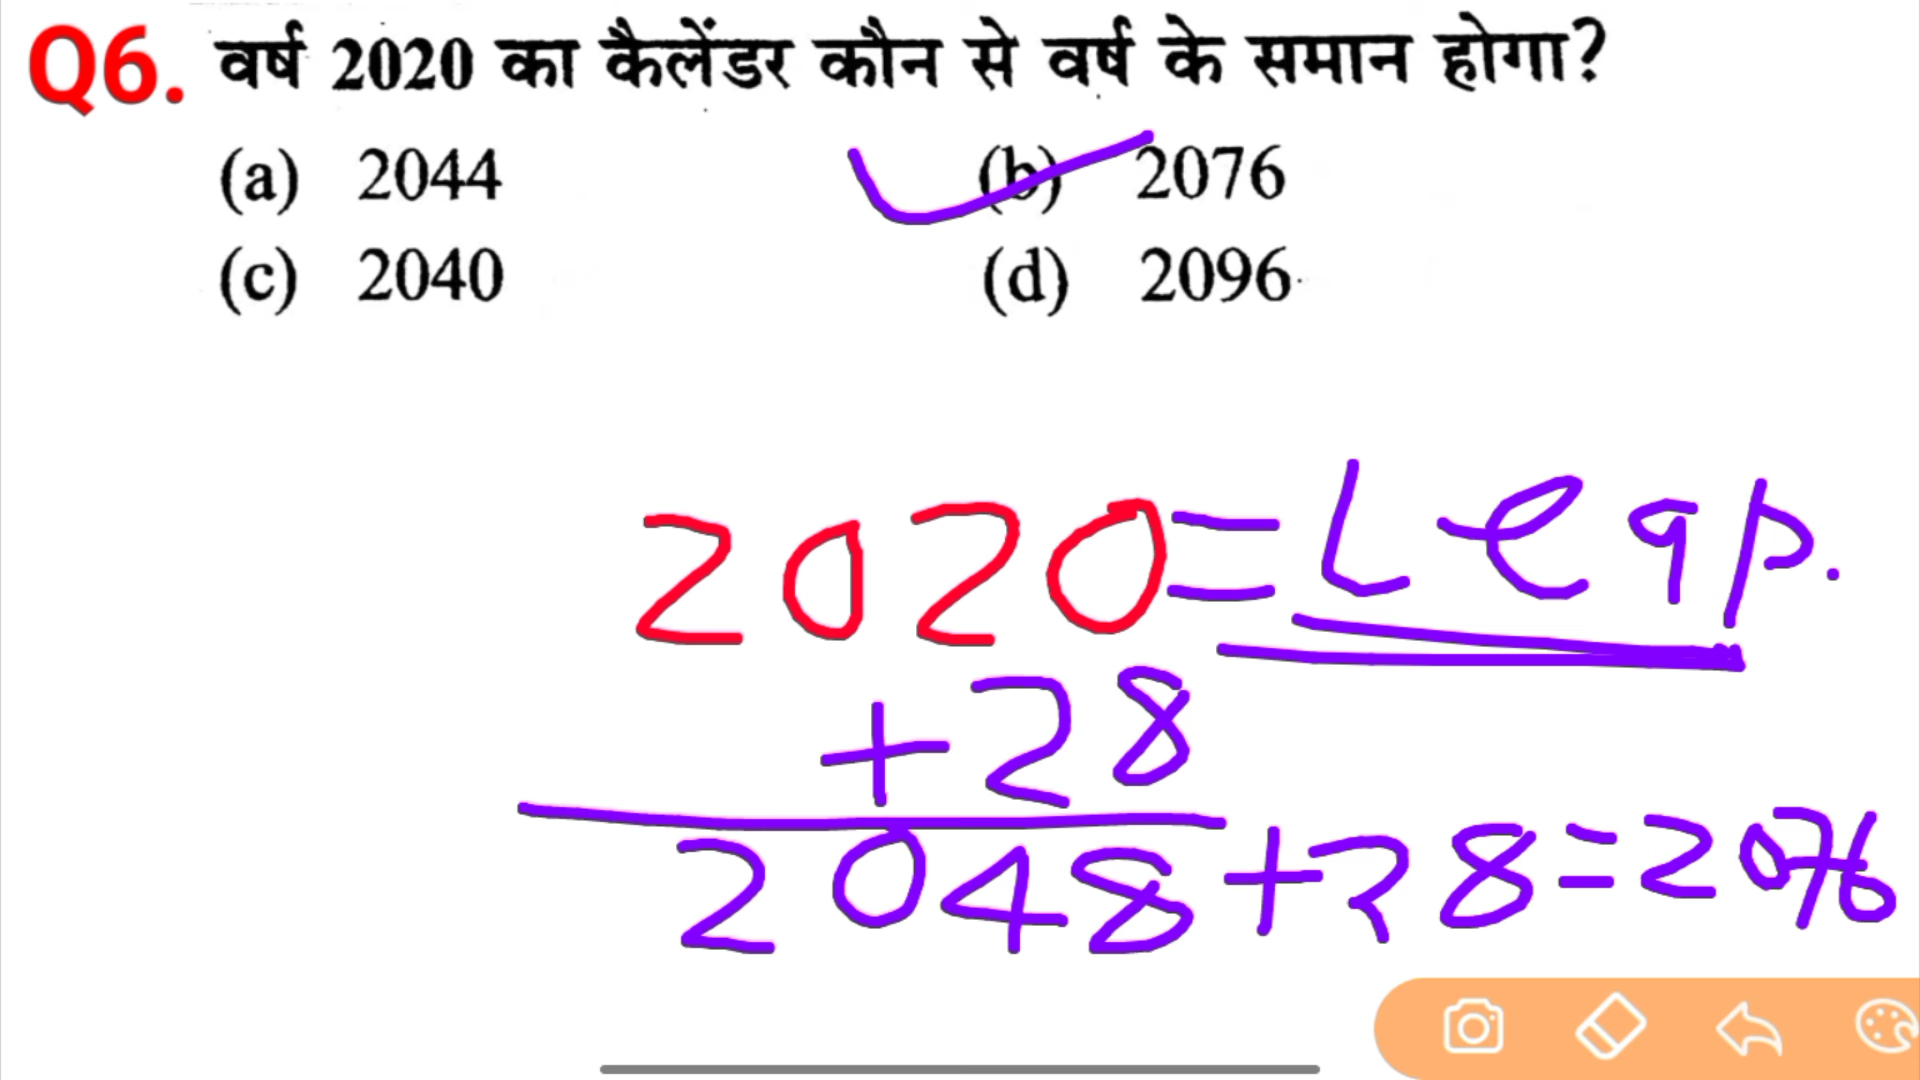 Q6. वर्ष 2020 का कैलेंडर कौन से वर्ष के समान होगा?
(a) 2044 (b) 2076
(c) 2040 (d) 2096
2020=Leap.
+28
2048+28=2076